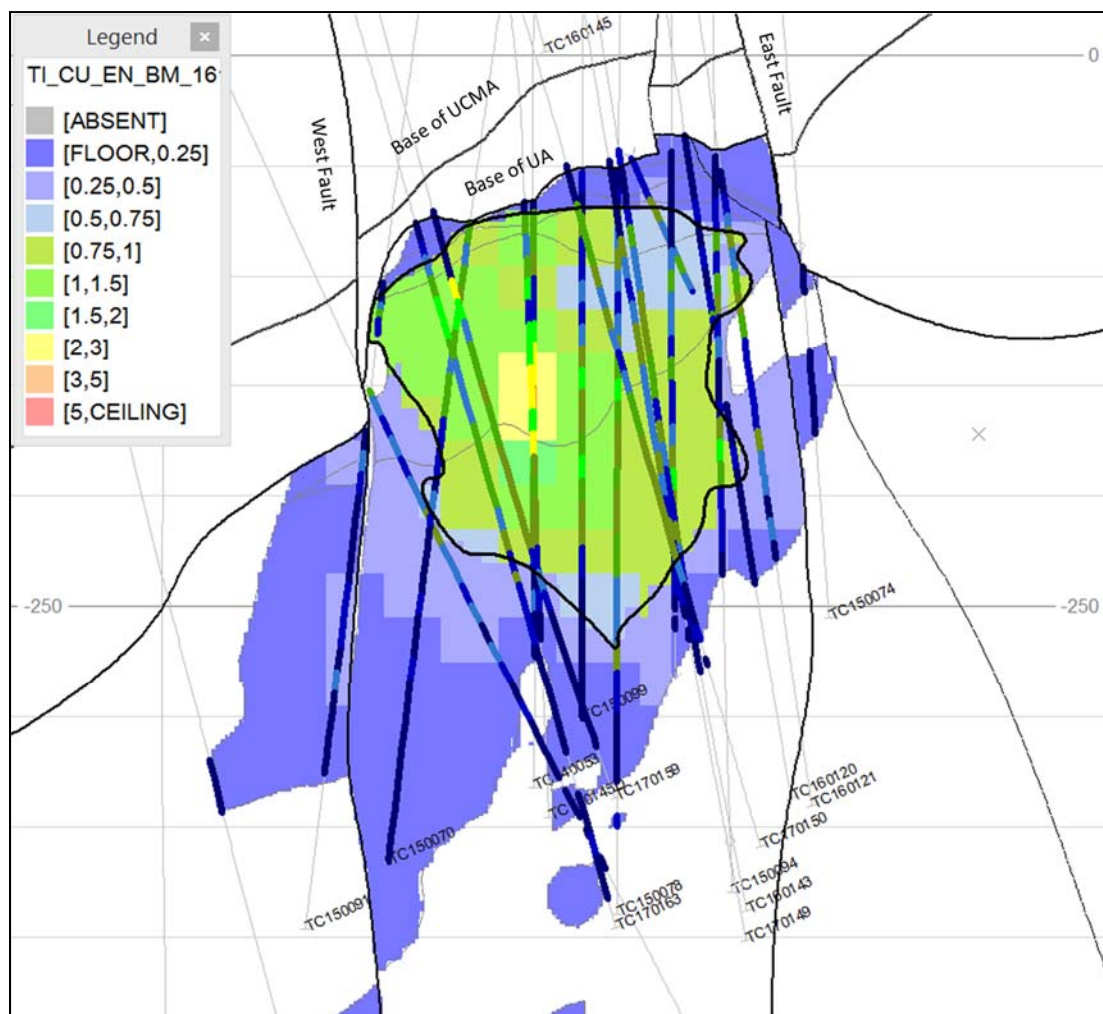 Legend
TI_CU_EN_BM_16
[ABSENT]
[FLOOR,0.25]
[0.25,0.5]
[0.5,0.75]
[0.75,1]
[1,1.5]
[1.5,2]
[2,3]
[3,5]
[5,CEILING]
TC160145
0
0
East Fault
West Fault
Base of UCMA
Base of UA
-250
-250
TC150074
TC150099
TC170159
TC160120
TC160121
TC170150
TC150070
TC150094
TC160143
TC150078
TC170163
TC170149
TC150091